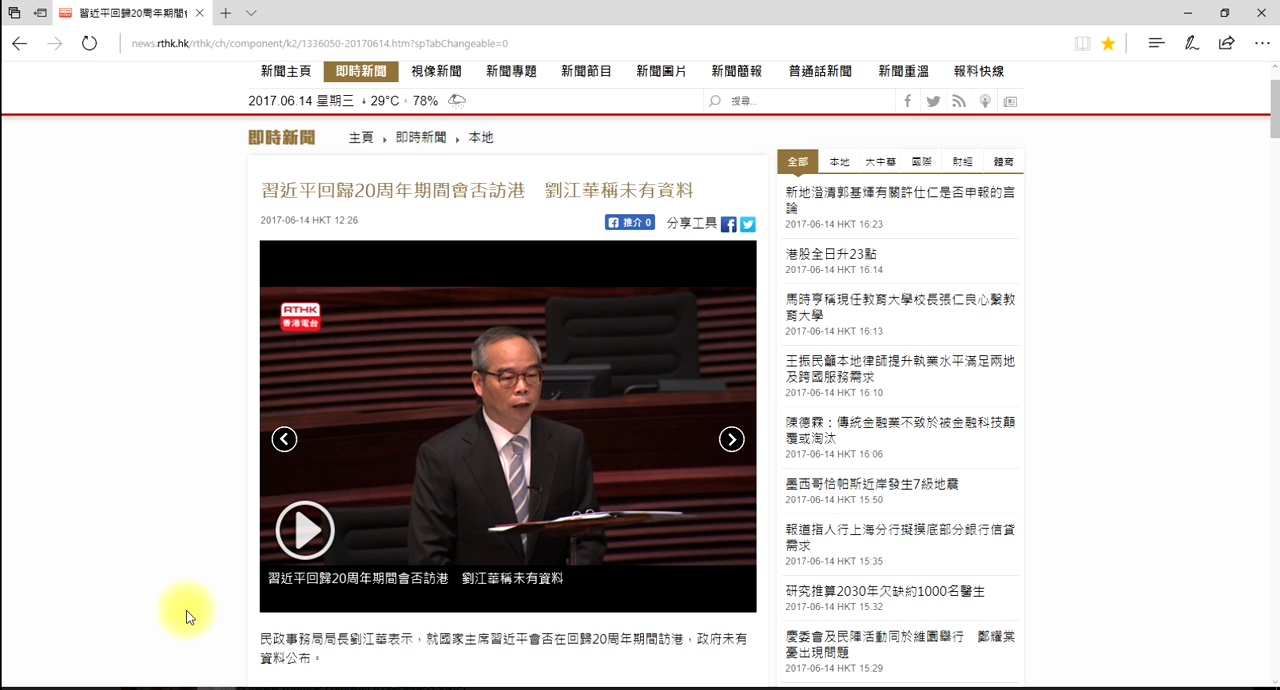 習近平回歸20周年期間會
news.rthk.hk/rthk/ch/component/k2/1336050-20170614.htm?spTabChangeable=0
新聞主頁 即時新聞 視像新聞 新聞專題 新聞節目 新聞圖片 新聞簡報 普通話新聞 新聞重溫 報料快線
2017.06.14 星期三 29°C 78% 搜尋...
即時新聞 主頁 即時新聞 本地
習近平回歸20周年期間會否訪港 劉江華稱未有資料
2017-06-14 HKT 12:26
推介 0 分享工具
RTHK
香港電台
習近平回歸20周年期間會否訪港 劉江華稱未有資料
民政事務局局長劉江華表示，就國家主席習近平會否在回歸20周年期間訪港，政府未有
資料公布。
全部 本地 大中華 國際 財經 體育
新地澄清郭基煇有關許仕仁是否申報的言
論
2017-06-14 HKT 16:23
港股全日升23點
2017-06-14 HKT 16:14
馬時亨稱現任教育大學校長張仁良心繫教
育大學
2017-06-14 HKT 16:13
王振民籲本地律師提升執業水平滿足兩地
及跨國服務需求
2017-06-14 HKT 16:10
陳德霖：傳統金融業不致於被金融科技顛
覆或淘汰
2017-06-14 HKT 16:06
墨西哥恰帕斯近岸發生7級地震
2017-06-14 HKT 15:50
報道指人行上海分行擬摸底部分銀行信貸
需求
2017-06-14 HKT 15:35
研究推算2030年欠缺約1000名醫生
2017-06-14 HKT 15:32
慶委會及民陣活動同於維園舉行 鄭耀棠
憂出現問題
2017-06-14 HKT 15:29